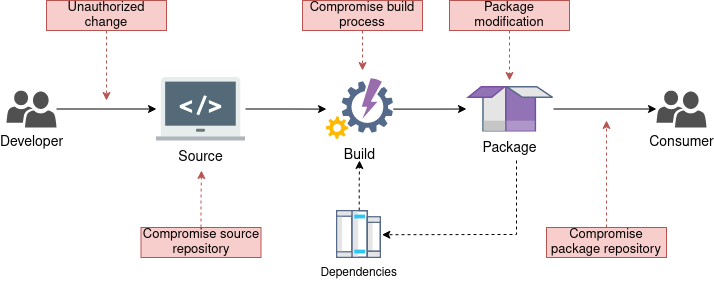 Unauthorized
change
Compromise build
process
Package
modification
</>
Developer
Source
Build
Package
Consumer
Compromise source
repository
Compromise
package repository
Dependencies